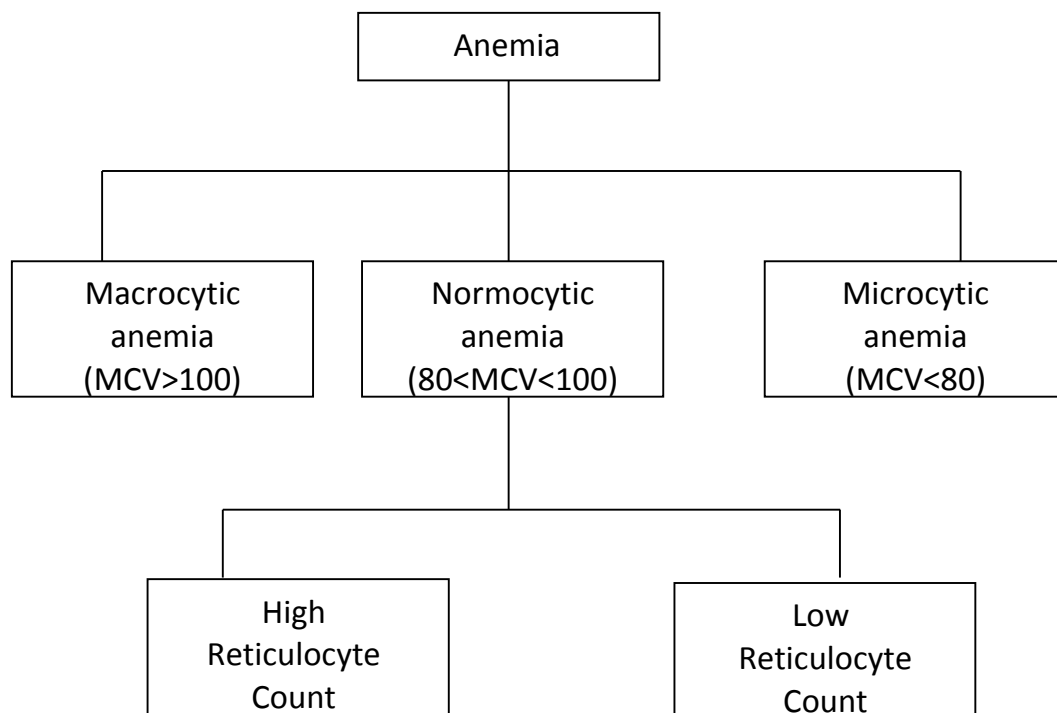 Anemia
Macrocytic
anemia
(MCV>100)
Normocytic
anemia
(80<MCV<100)
Microcytic
anemia
(MCV<80)
High
Reticulocyte
Count
Low
Reticulocyte
Count